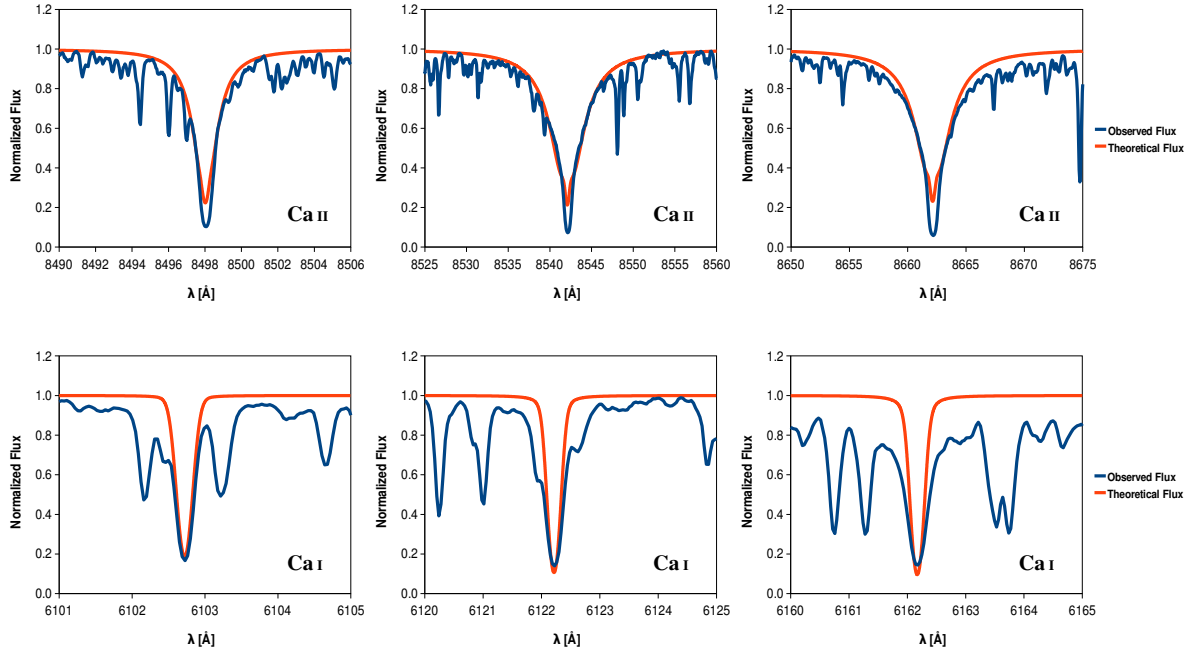 1.2
1.0
0.8
0.6
0.4
0.2
0.0
Normalized Flux
8490 8492 8494 8496 8498 8500 8502 8504 8506
λ [Å]
Ca II
1.2
1.0
0.8
0.6
0.4
0.2
0.0
Normalized Flux
8525 8530 8535 8540 8545 8550 8555 8560
λ [Å]
Ca II
1.2
1.0
0.8
0.6
0.4
0.2
0.0
Normalized Flux
8650 8655 8660 8665 8670 8675
λ [Å]
Ca II
Observed Flux
Theoretical Flux
1.2
1.0
0.8
0.6
0.4
0.2
0.0
Normalized Flux
6101 6102 6103 6104 6105
λ [Å]
Ca I
1.2
1.0
0.8
0.6
0.4
0.2
0.0
Normalized Flux
6120 6121 6122 6123 6124 6125
λ [Å]
Ca I
1.2
1.0
0.8
0.6
0.4
0.2
0.0
Normalized Flux
6160 6161 6162 6163 6164 6165
λ [Å]
Ca I
Observed Flux
Theoretical Flux